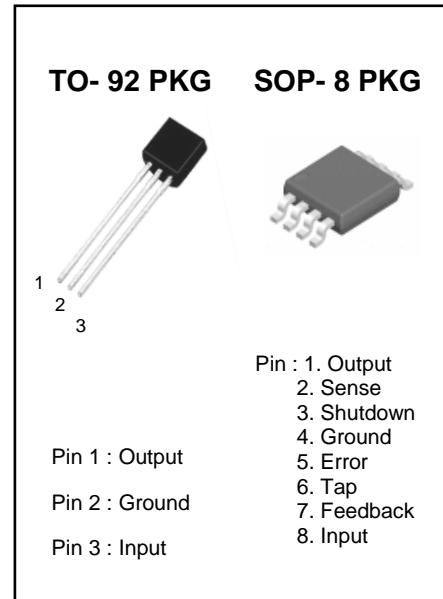 TO- 92 PKG
SOP- 8 PKG
1
2
3
Pin 1 : Output
Pin 2 : Ground
Pin 3 : Input
Pin : 1. Output
2. Sense
3. Shutdown
4. Ground
5. Error
6. Tap
7. Feedback
8. Input